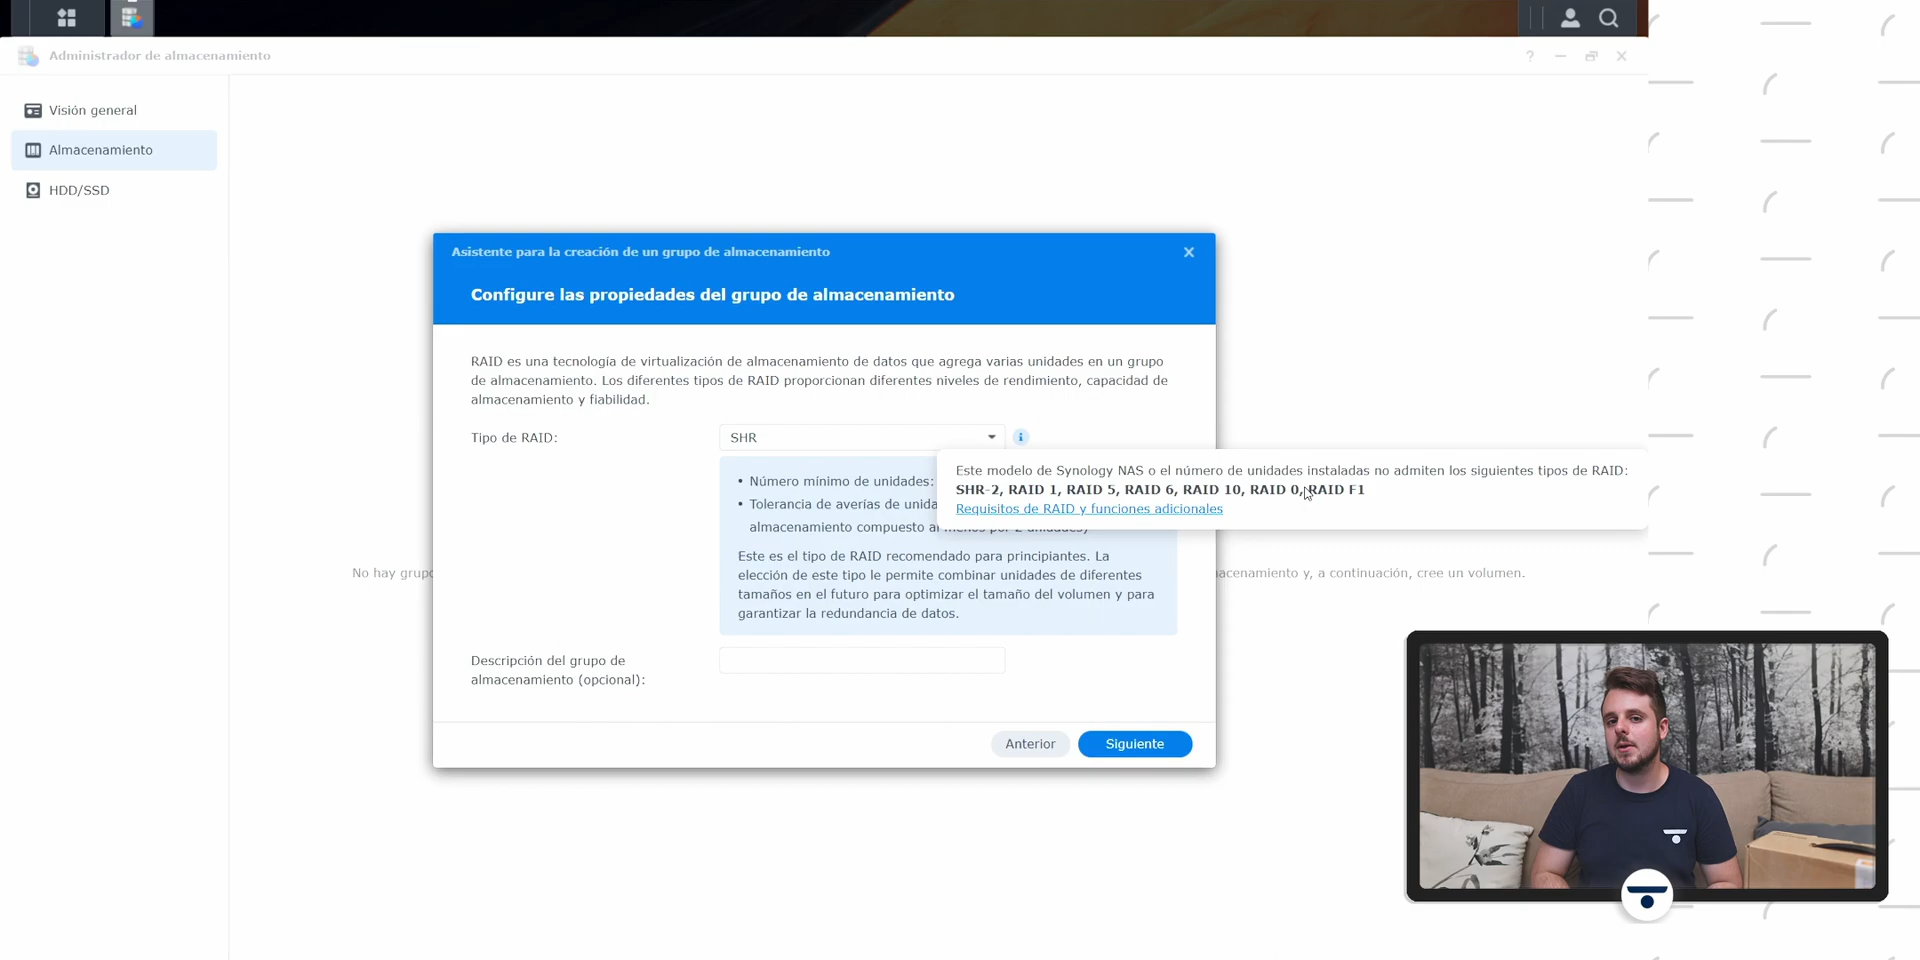 Administrador de almacenamiento
?
Visión general
Almacenamiento
HDD/SSD
Asistente para la creación de un grupo de almacenamiento
Configure las propiedades del grupo de almacenamiento
RAID es una tecnología de virtualización de almacenamiento de datos que agrega varias unidades en un grupo
de almacenamiento. Los diferentes tipos de RAID proporcionan diferentes niveles de rendimiento, capacidad de
almacenamiento y fiabilidad.
Tipo de RAID:
SHR
Este modelo de Synology NAS o el número de unidades instaladas no admiten los siguientes tipos de RAID:
SHR-2, RAID 1, RAID 5, RAID 6, RAID 10, RAID 0, RAID F1
Requisitos de RAID y funciones adicionales
• Número mínimo de unidades:
• Tolerancia de averías de
almacenamiento compuesto al menos por 2 unidades)
Este es el tipo de RAID recomendado para principiantes. La
elección de este tipo le permite combinar unidades de diferentes
tamaños en el futuro para optimizar el tamaño del volumen y para
garantizar la redundancia de datos.
No hay
y, a continuación, cree un volumen.
Descripción del grupo de
almacenamiento (opcional):
Anterior
Siguiente